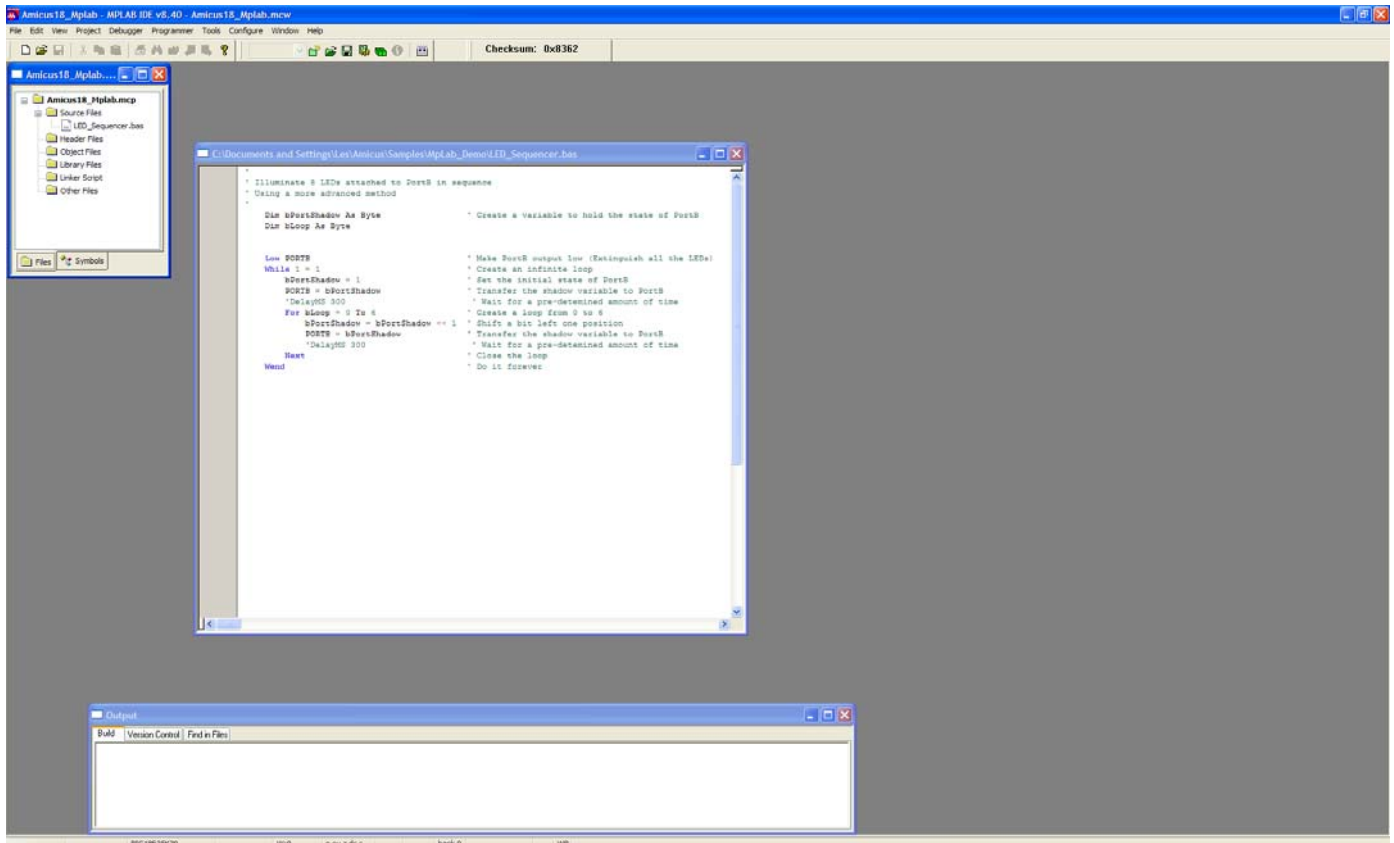 Amicus18_Mplab - MPLAB IDE v8.40 - Amicus18_Mplab.mcw
File Edit View Project Debugger Programmer Tools Configure Window Help
Checksum: 0x8362
Amicus18_Mplab....
Amicus18_Mplab.mcp
Source Files
LED_Sequencer.bas
Header Files
Object Files
Library Files
Linker Script
Other Files
Files Symbols
C:\Documents and Settings\Les\Amicus\Samples\MpLab_Demo\LED_Sequencer.bas
'
' Illuminate 8 LEDs attached to PortB in sequence
' Using a more advanced method
'
Dim bPortShadow As Byte ' Create a variable to hold the state of PortB
Dim bLoop As Byte
Low PORTB ' Make PortB output low (Extinguish all the LEDs)
While 1 = 1 ' Create an infinite loop
bPortShadow = 1 ' Set the initial state of PortB
PORTB = bPortShadow ' Transfer the shadow variable to PortB
'DelayMS 300 ' Wait for a pre-detemined amount of time
For bLoop = 0 To 6 ' Create a loop from 0 to 6
bPortShadow = bPortShadow << 1 ' Shift a bit left one position
PORTB = bPortShadow ' Transfer the shadow variable to PortB
'DelayMS 300 ' Wait for a pre-detemined amount of time
Next ' Close the loop
Wend ' Do it forever
Output
Build Version Control Find in Files